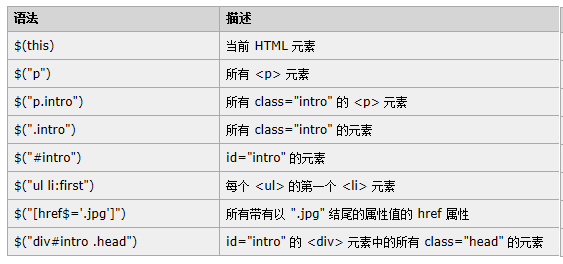 语法 描述
$(this) 当前 HTML 元素
$("p") 所有 <p> 元素
$("p.intro") 所有 class="intro" 的 <p> 元素
$(".intro") 所有 class="intro" 的元素
$("#intro") id="intro" 的元素
$("ul li:first") 每个 <ul> 的第一个 <li> 元素
$("[href$='.jpg']") 所有带有以 ".jpg" 结尾的属性值的 href 属性
$("div#intro .head") id="intro" 的 <div> 元素中的所有 class="head" 的元素